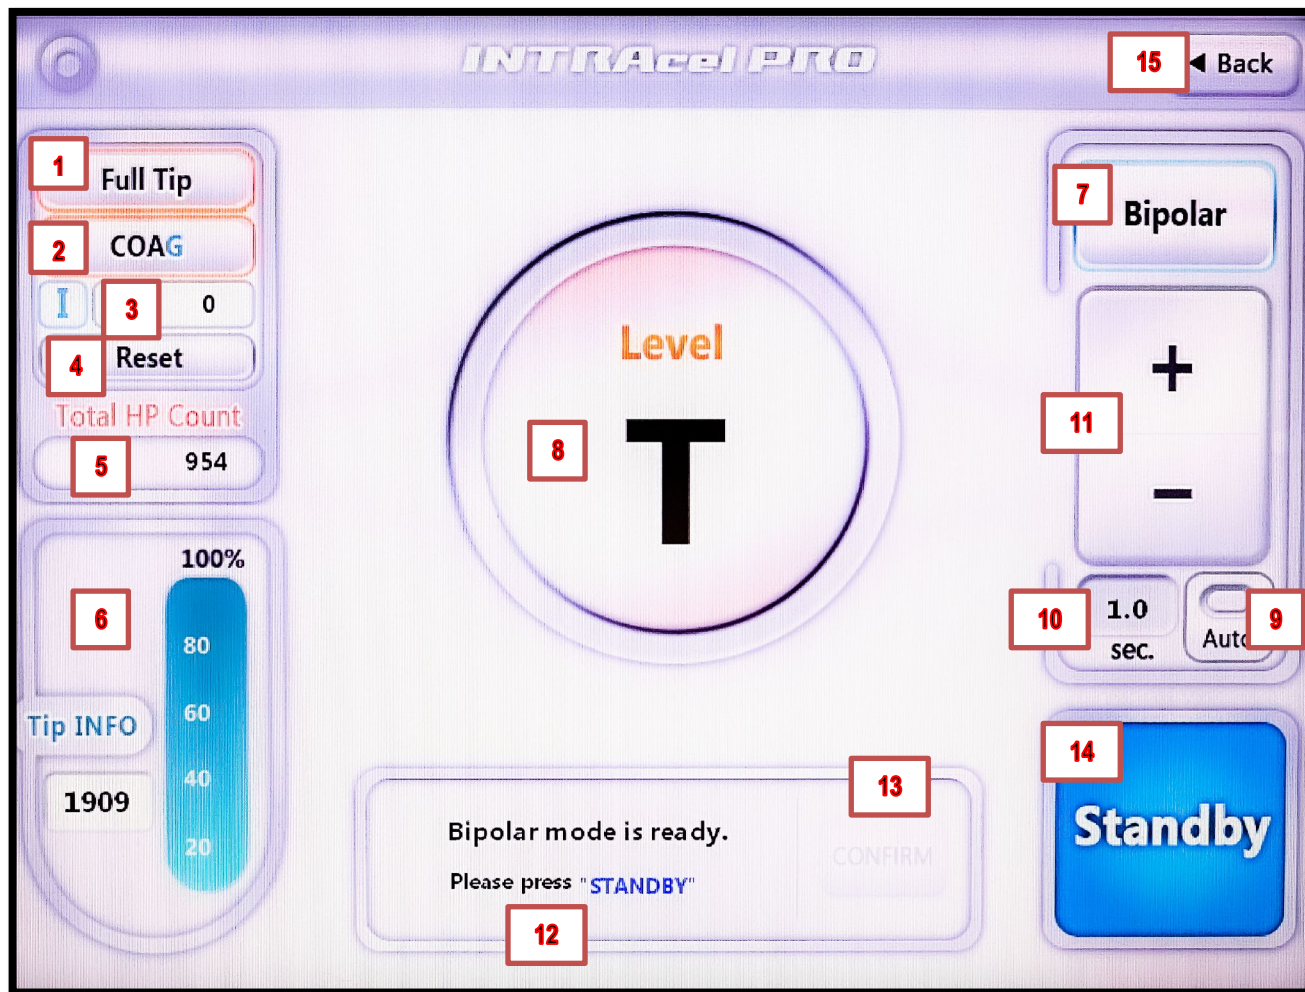 INTRAcel PRO
15
◀ Back
1
Full Tip
2
COAG
I
3
0
4
Reset
Total HP Count
5
954
6
100%
80
60
40
20
Tip INFO
1909
Level
8
T
7
Bipolar
11
+
−
10
1.0
sec.
9
Auto
13
Bipolar mode is ready.
Please press "STANDBY"
CONFIRM
12
14
Standby